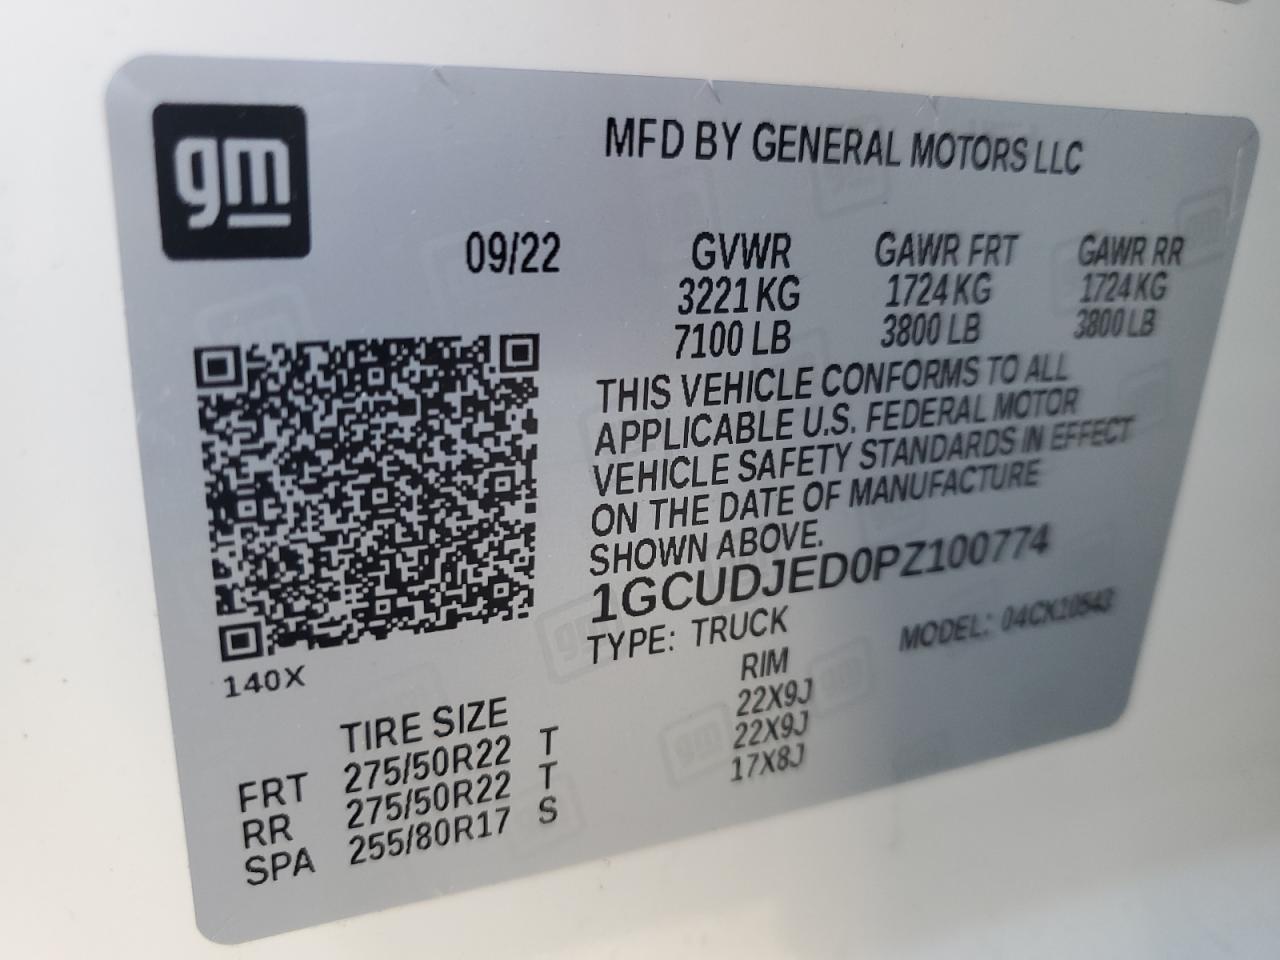 gm
MFD BY GENERAL MOTORS LLC
09/22 GVWR GAWR FRT GAWR RR
3221 KG 1724 KG 1724 KG
7100 LB 3800 LB 3800 LB
THIS VEHICLE CONFORMS TO ALL
APPLICABLE U.S. FEDERAL MOTOR
VEHICLE SAFETY STANDARDS IN EFFECT
ON THE DATE OF MANUFACTURE
SHOWN ABOVE.
1GCUDJED0PZ100774
TYPE: TRUCK MODEL: 04CK10543
140X
TIRE SIZE RIM
FRT 275/50R22 T 22X9J
RR 275/50R22 T 22X9J
SPA 255/80R17 S 17X8J